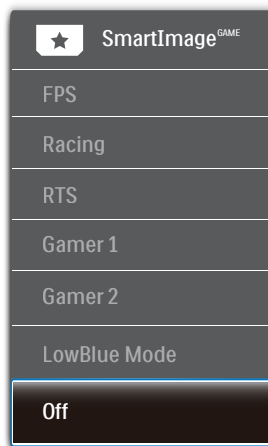 SmartImage GAME
FPS
Racing
RTS
Gamer 1
Gamer 2
LowBlue Mode
Off